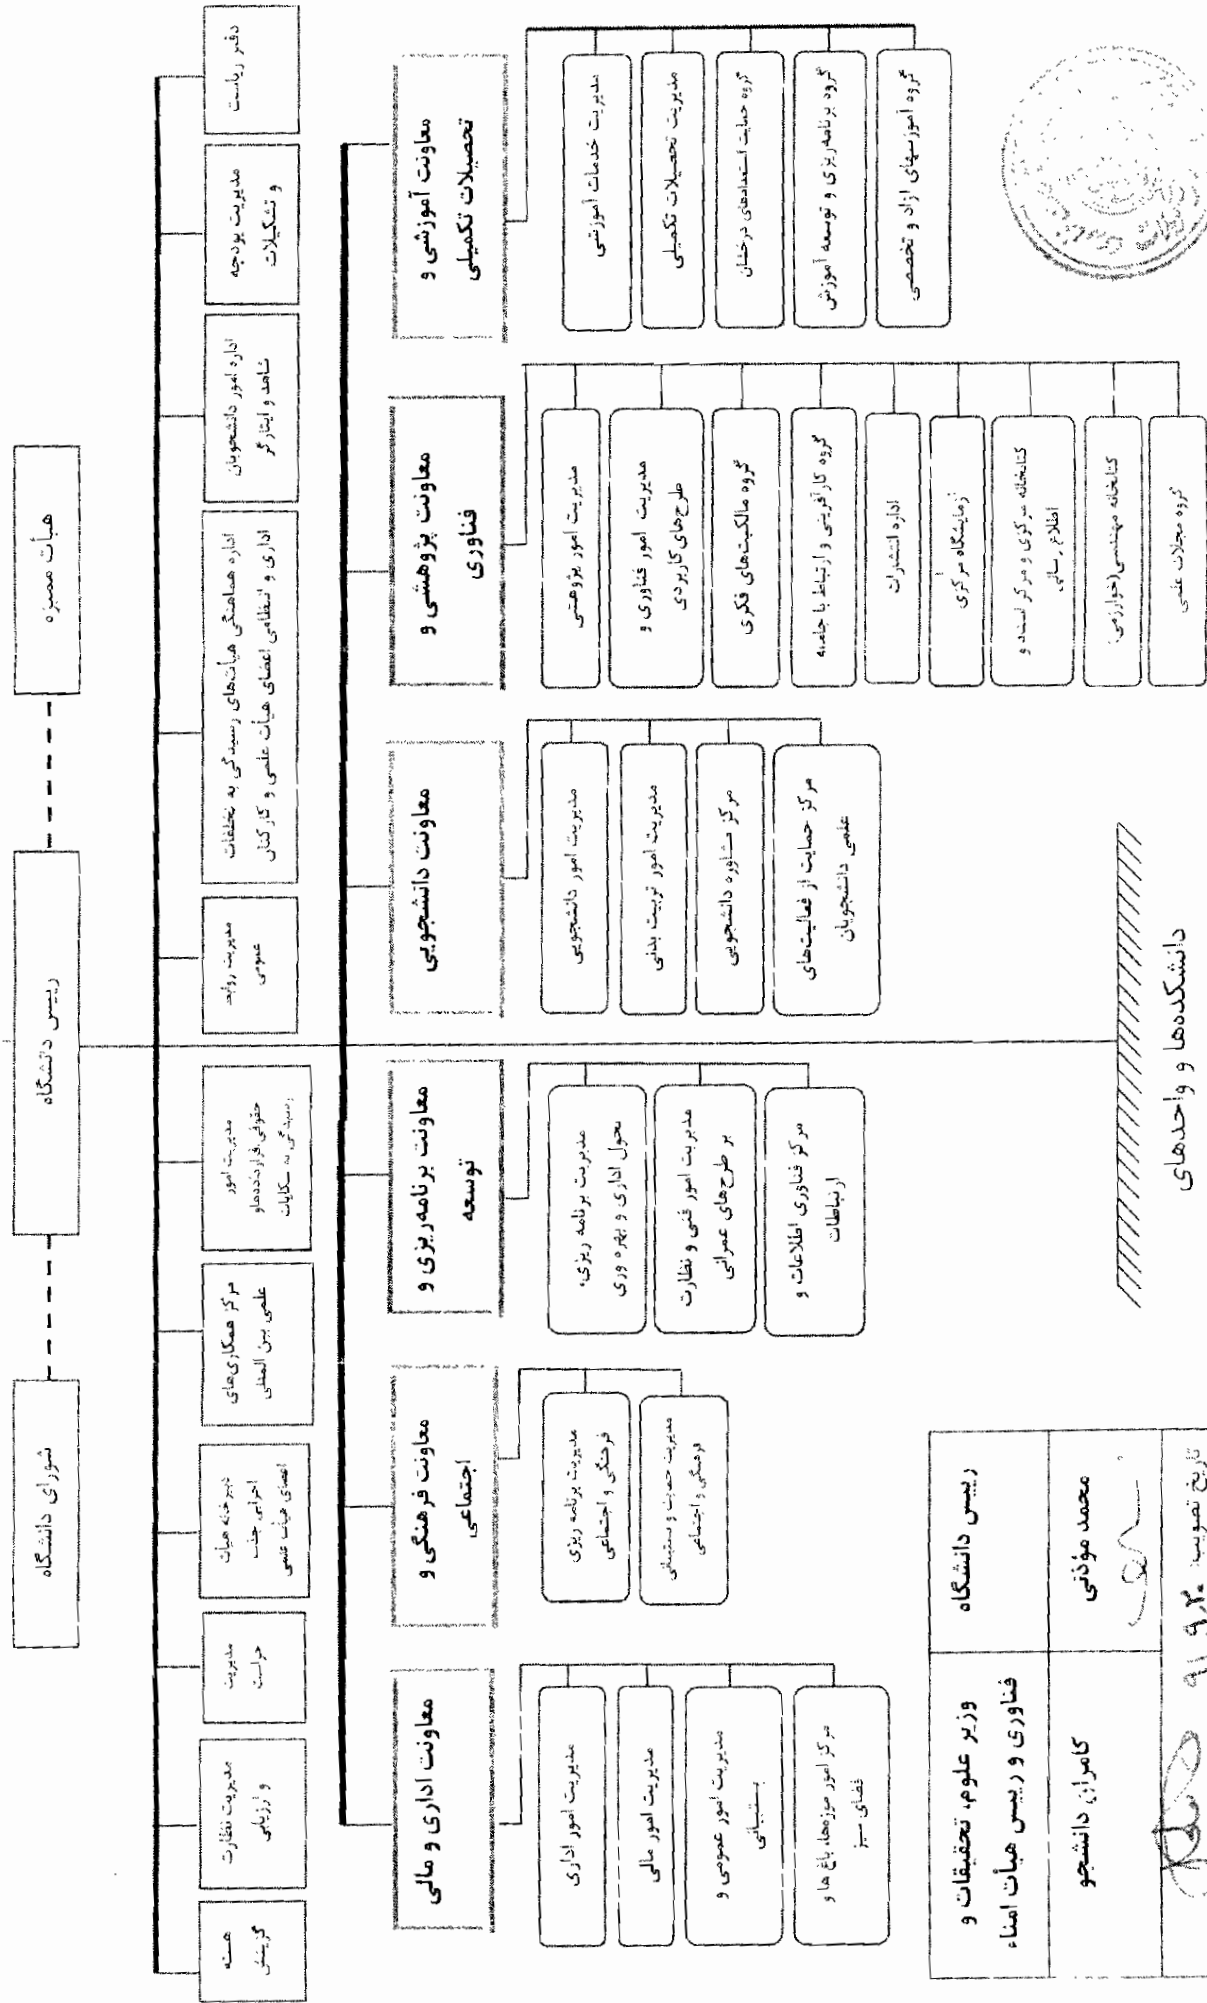 هیأت ممیزه
رییس دانشگاه
شورای دانشگاه
دفتر ریاست
مدیریت بودجه
و تشکیلات
اداره امور دانشجویان
شاهد و ایثارگر
اداره هماهنگی هیأت‌های رسیدگی به تخلفات
اداری و انتظامی اعضای هیأت علمی و کارکنان
مدیریت روابط
عمومی
مدیریت امور
حقوقی، قراردادها و
رسیدگی به شکایات
مرکز همکاری‌های
علمی بین المللی
دبیرخانه هیأت
اجرایی جذب
اعضای هیأت علمی
مدیریت
حراست
مدیریت نظارت
و ارزیابی
هسته
گزینش
معاونت آموزشی و
تحصیلات تکمیلی
مدیریت خدمات آموزشی
مدیریت تحصیلات تکمیلی
گروه حمایت استعدادهای درخشان
گروه برنامه‌ریزی و توسعه آموزش
گروه آموزشهای آزاد و تخصصی
معاونت پژوهشی و
فناوری
مدیریت امور پژوهشی
مدیریت امور فناوری و
طرح‌های کاربردی
گروه مالکیت‌های فکری
گروه کارآفرینی و ارتباط با جامعه
اداره انتشارات
آزمایشگاه مرکزی
کتابخانه مرکزی و مرکز اسناد و
اطلاع رسانی
کتابخانه مهندسی(خوارزمی)
گروه مجلات علمی
معاونت دانشجویی
مدیریت امور دانشجویی
مدیریت امور تربیت بدنی
مرکز مشاوره دانشجویی
مرکز حمایت از فعالیت‌های
علمی دانشجویان
معاونت برنامه‌ریزی و
توسعه
مدیریت برنامه ریزی،
تحول اداری و بهره وری
مدیریت امور فنی و نظارت
بر طرح‌های عمرانی
مرکز فناوری اطلاعات و
ارتباطات
معاونت فرهنگی و
اجتماعی
مدیریت برنامه ریزی
فرهنگی و اجتماعی
مدیریت حمایت و پشتیبانی
فرهنگی و اجتماعی
معاونت اداری و مالی
مدیریت امور اداری
مدیریت امور مالی
مدیریت امور عمومی و
پشتیبانی
مرکز امور موزه‌ها، باغ ها و
فضای سبز
دانشکده‌ها و واحدهای
رییس دانشگاه
وزیر علوم، تحقیقات و
فناوری و رییس هیأت امناء
محمد مؤذنی
کامران دانشجو
تاریخ تصویب: